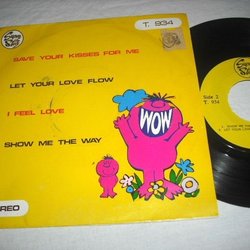 T. 934
SAVE YOUR KISSES FOR ME
LET YOUR LOVE FLOW
I FEEL LOVE
SHOW ME THE WAY
WOW
REO
Side 2
T. 934